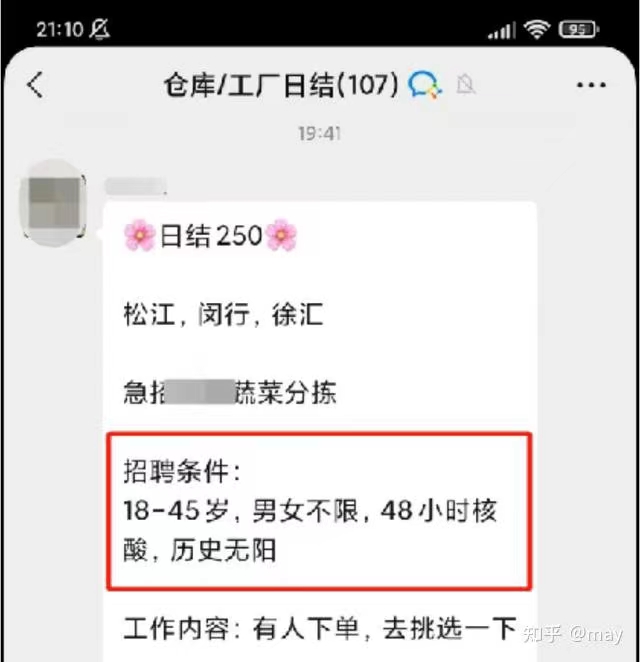 21:10
95
仓库/工厂日结(107)
19:41
🌸日结250🌸
松江, 闵行, 徐汇
急招蔬菜分拣
招聘条件:
18-45岁, 男女不限, 48小时核
酸, 历史无阳
工作内容: 有人下单, 去挑选一下
知乎 @may